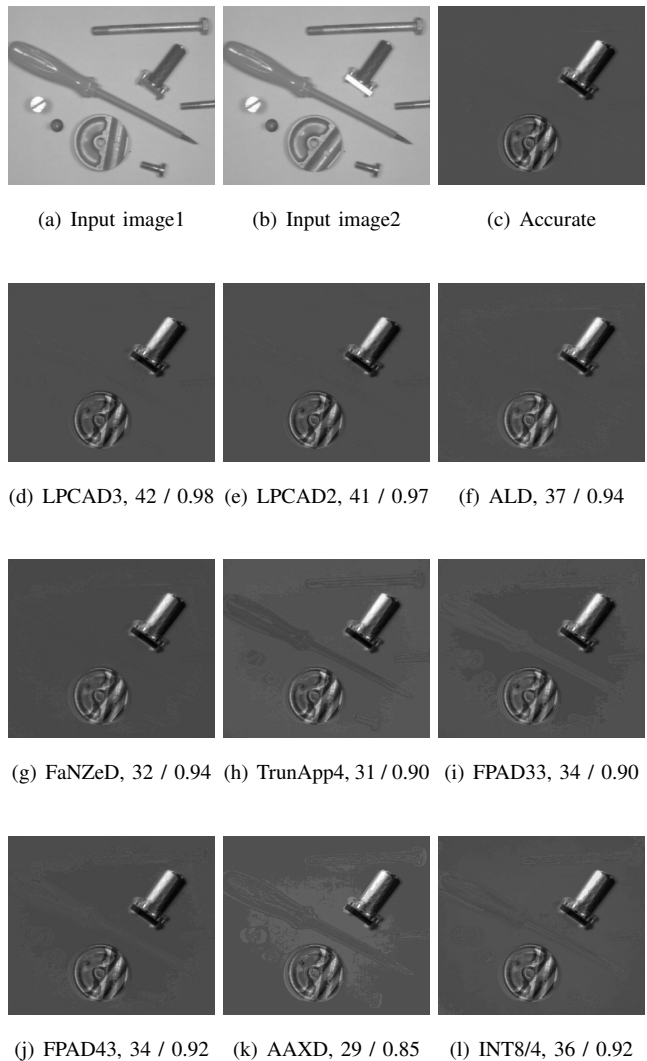 (a) Input image1 (b) Input image2 (c) Accurate
(d) LPCAD3, 42 / 0.98 (e) LPCAD2, 41 / 0.97 (f) ALD, 37 / 0.94
(g) FaNZeD, 32 / 0.94 (h) TrunApp4, 31 / 0.90 (i) FPAD33, 34 / 0.90
(j) FPAD43, 34 / 0.92 (k) AAXD, 29 / 0.85 (l) INT8/4, 36 / 0.92